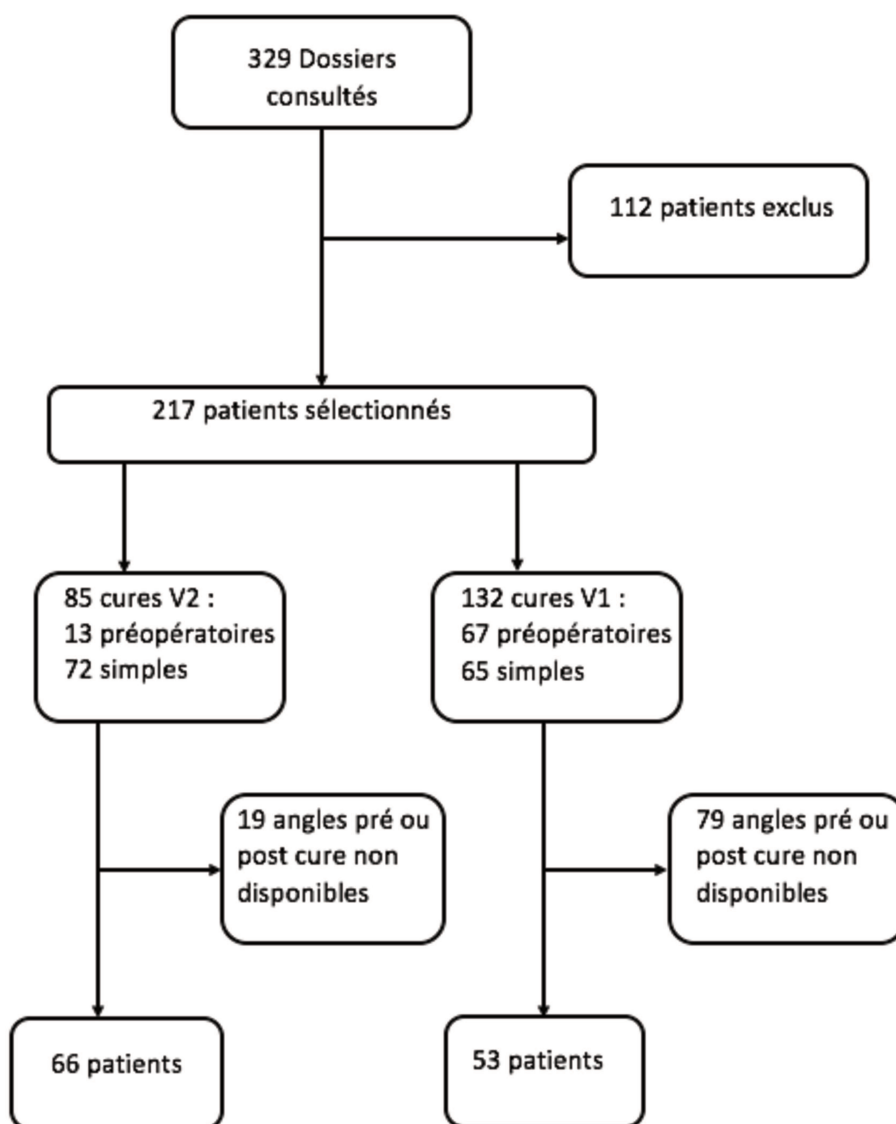 329 Dossiers
consultés
112 patients exclus
217 patients sélectionnés
85 cures V2 :
13 préopératoires
72 simples
132 cures V1 :
67 préopératoires
65 simples
19 angles pré ou
post cure non
disponibles
79 angles pré ou
post cure non
disponibles
66 patients
53 patients